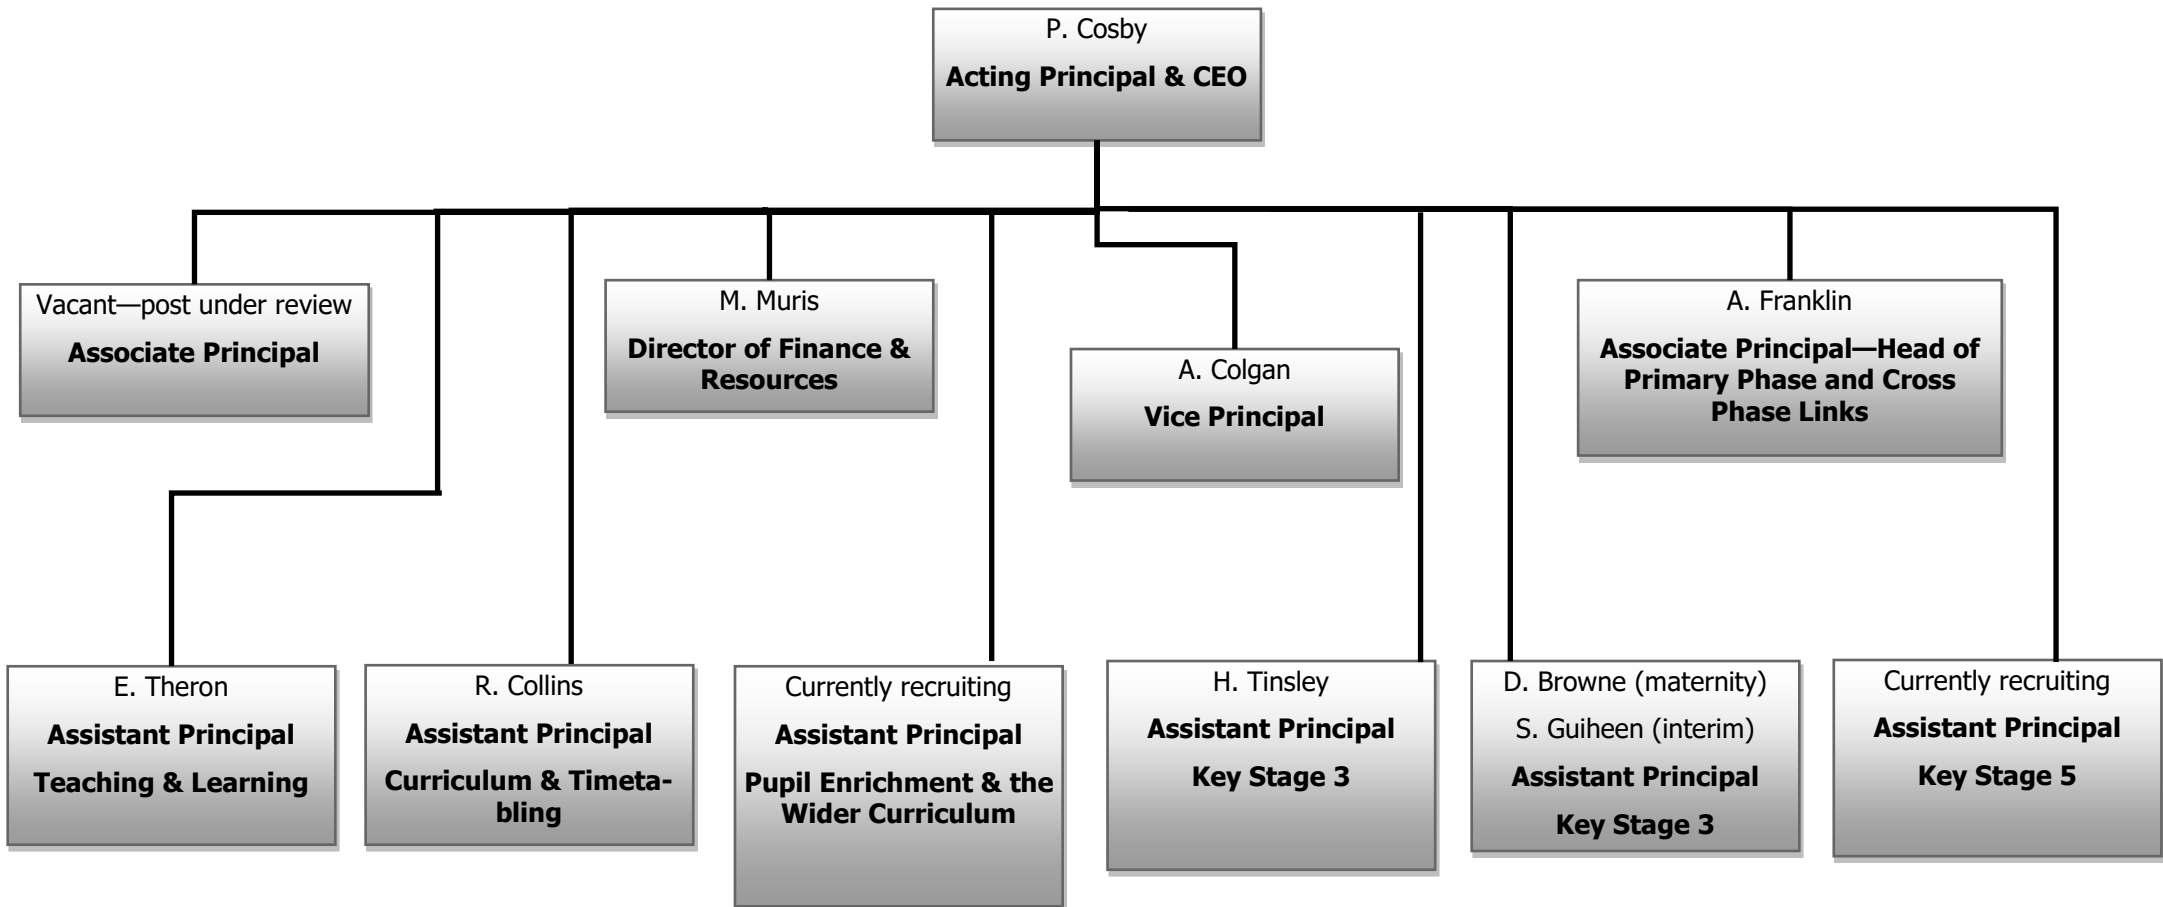 P. Cosby
Acting Principal & CEO
Vacant—post under review
Associate Principal
M. Muris
Director of Finance &
Resources
A. Colgan
Vice Principal
A. Franklin
Associate Principal—Head of
Primary Phase and Cross
Phase Links
E. Theron
Assistant Principal
Teaching & Learning
R. Collins
Assistant Principal
Curriculum & Timeta-
bling
Currently recruiting
Assistant Principal
Pupil Enrichment & the
Wider Curriculum
H. Tinsley
Assistant Principal
Key Stage 3
D. Browne (maternity)
S. Guiheen (interim)
Assistant Principal
Key Stage 3
Currently recruiting
Assistant Principal
Key Stage 5